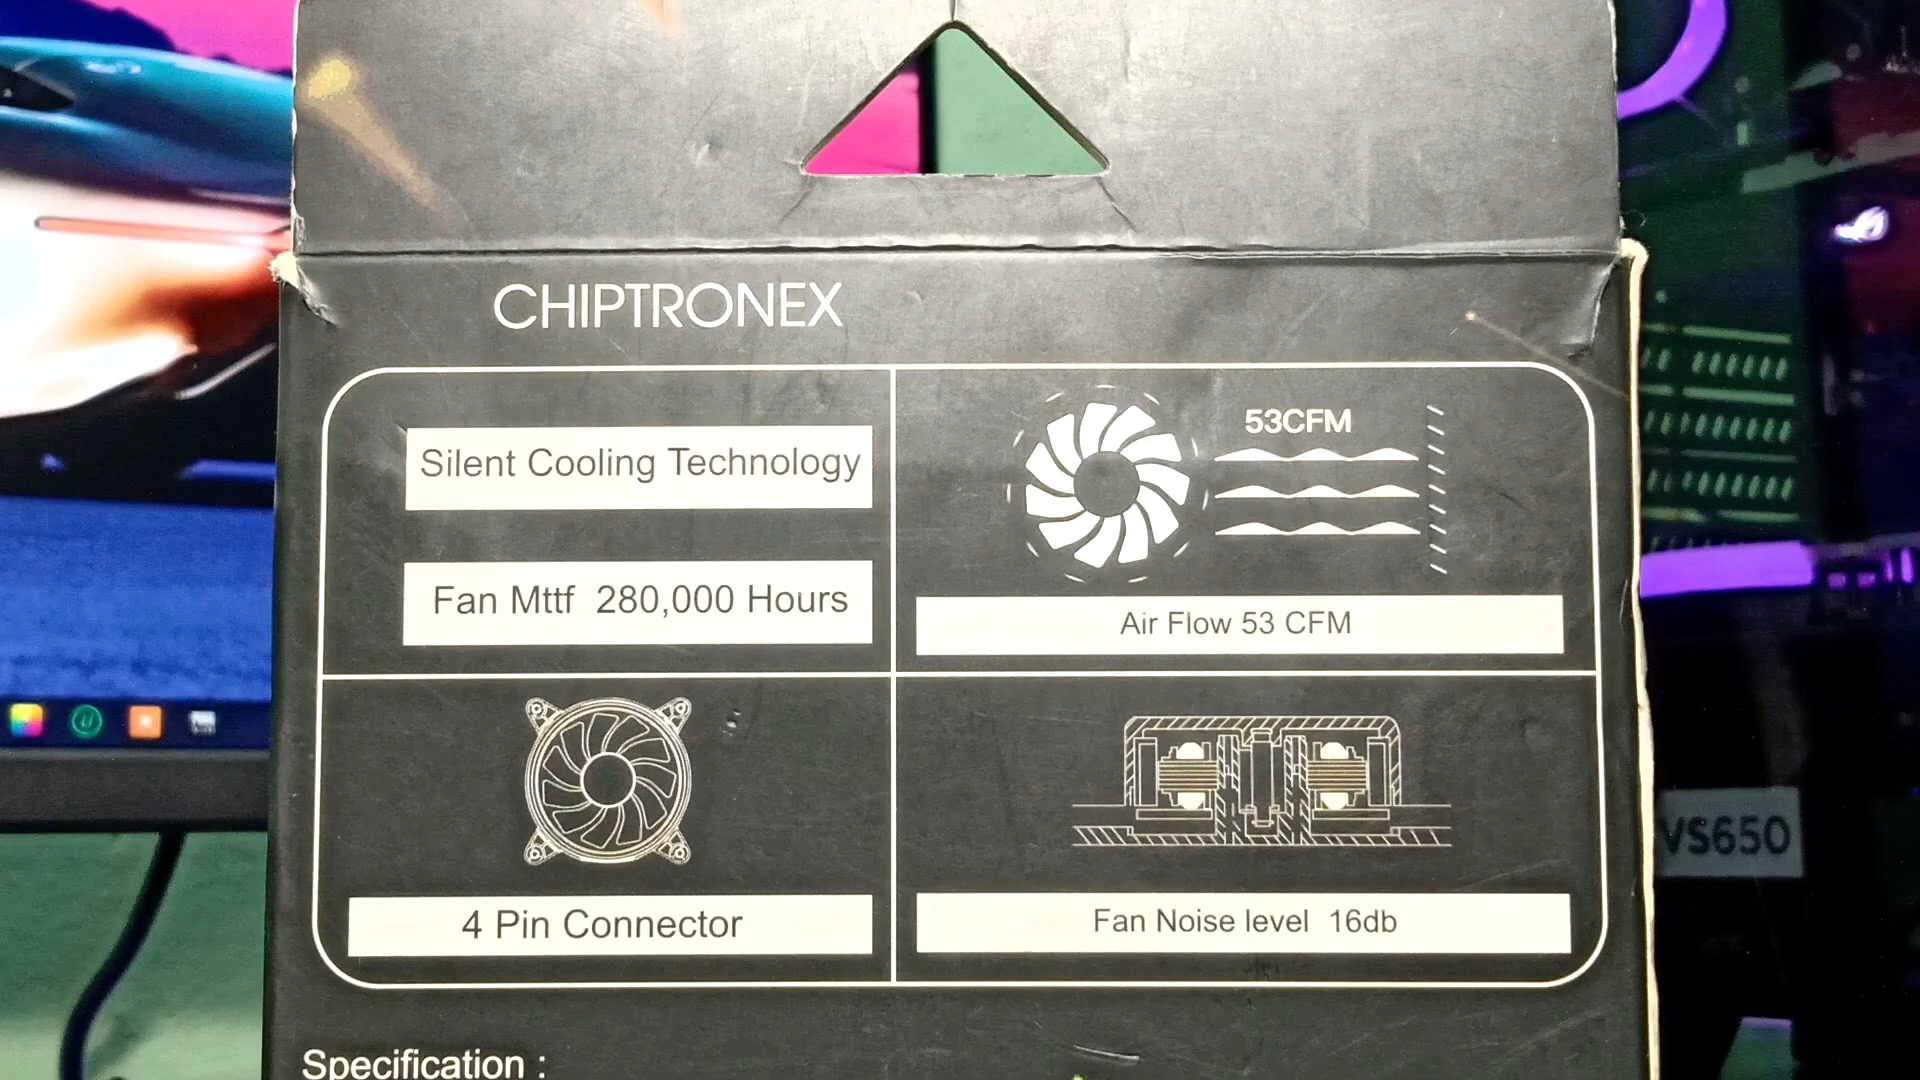 CHIPTRONEX
Silent Cooling Technology
Fan Mttf 280,000 Hours
53CFM
Air Flow 53 CFM
4 Pin Connector
Fan Noise level 16db
Specification :
VS650